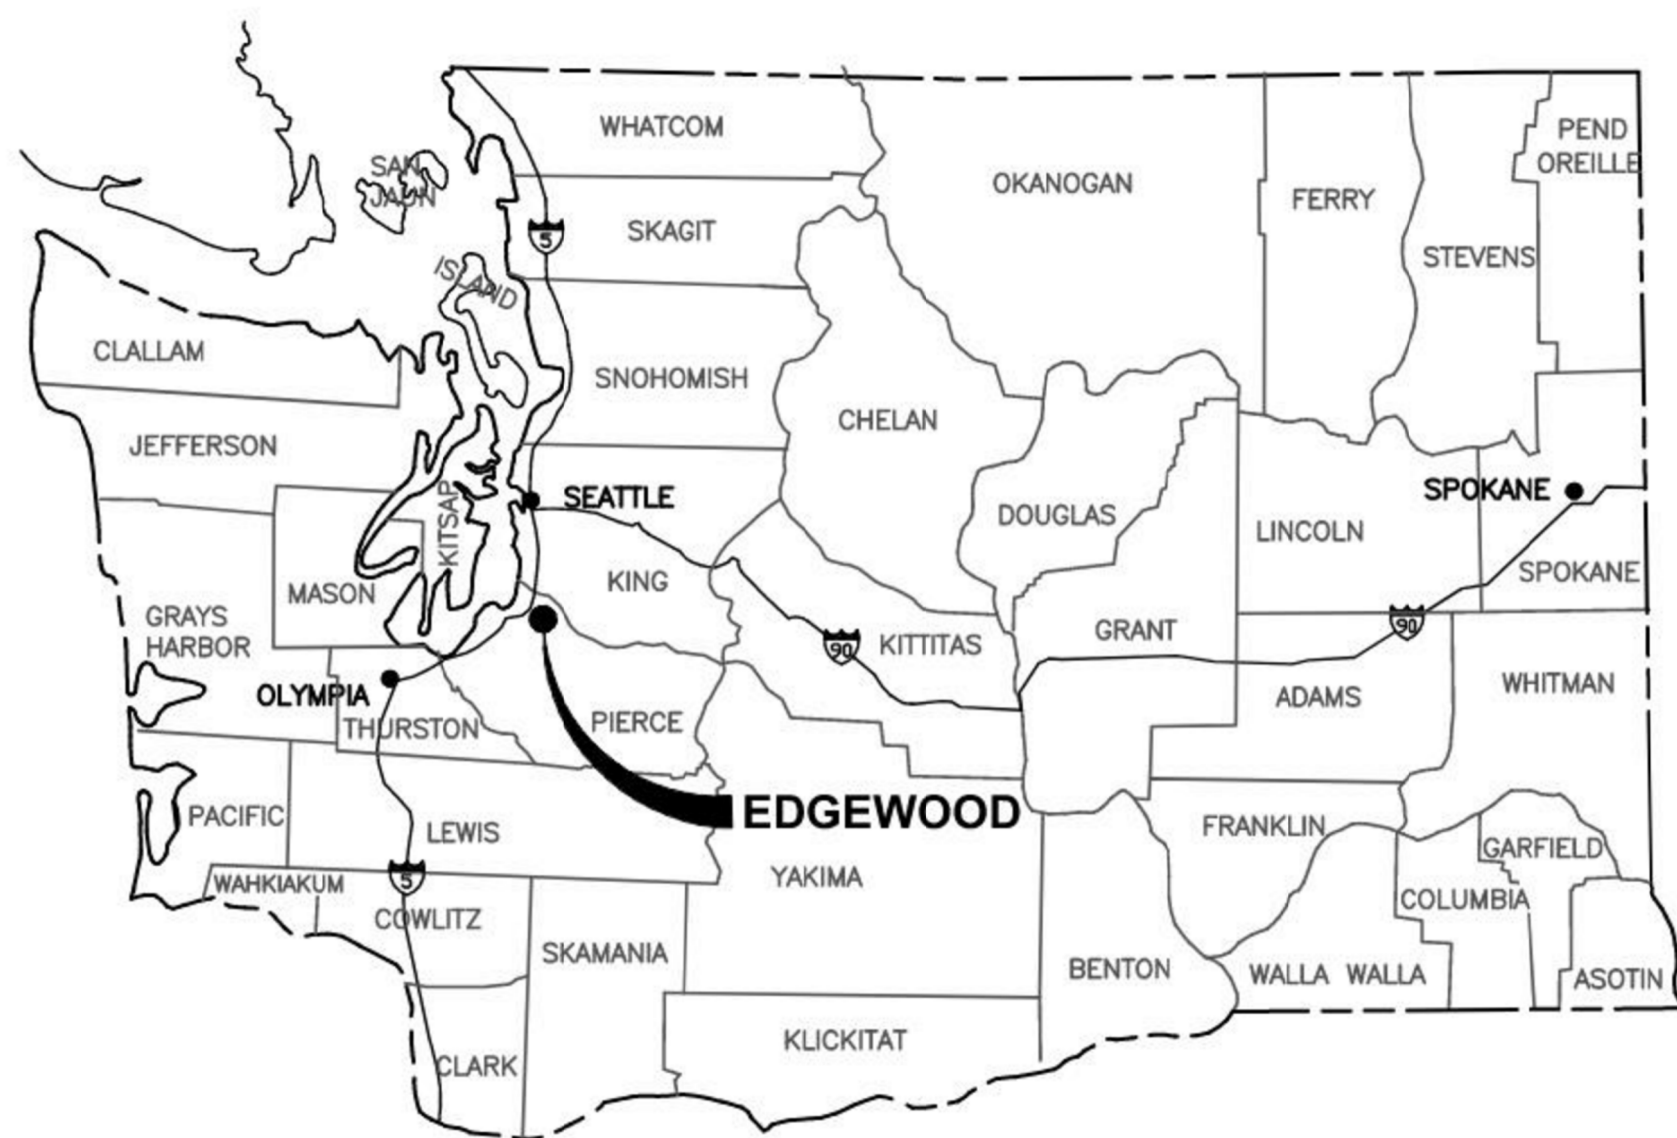 WHATCOM
PEND
OREILLE
SAN
JAUN
OKANOGAN
FERRY
SKAGIT
5
STEVENS
ISLAND
CLALLAM
SNOHOMISH
CHELAN
JEFFERSON
SEATTLE
SPOKANE
KITSAP
DOUGLAS
LINCOLN
KING
SPOKANE
MASON
GRAYS
HARBOR
90
KITTITAS
GRANT
90
OLYMPIA
THURSTON
PIERCE
ADAMS
WHITMAN
EDGEWOOD
PACIFIC
LEWIS
FRANKLIN
GARFIELD
WAHKIAKUM
5
YAKIMA
COLUMBIA
COWLITZ
SKAMANIA
BENTON
WALLA WALLA
ASOTIN
KLICKITAT
CLARK